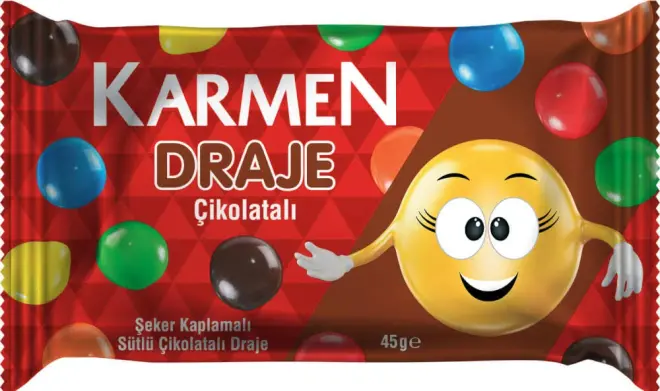 KARMEN
DRAJE
Çikolatalı
Şeker Kaplamalı
Sütlü Çikolatalı Draje
45g℮